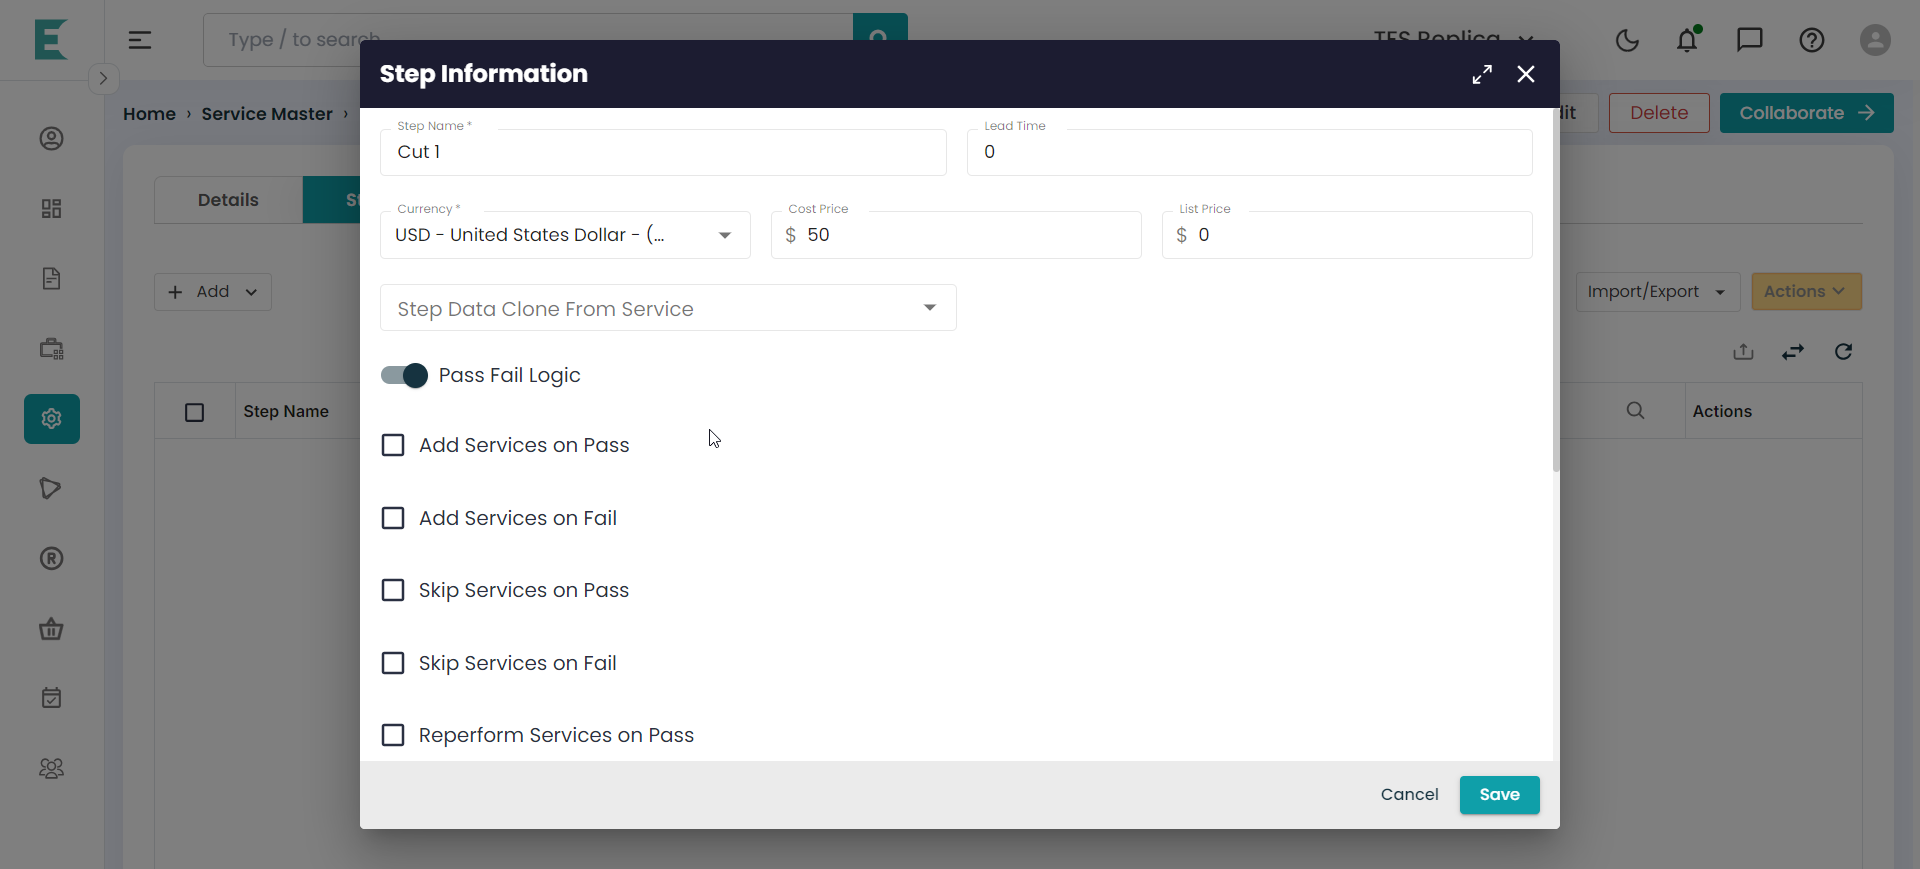 Type / to search
TES Replica
Step Information
Home › Service Master ›
Delete
Collaborate
Step Name *
Cut 1
Lead Time
0
Details
Currency *
USD - United States Dollar - (...
Cost Price
$ 50
List Price
$ 0
+ Add
Import/Export
Actions
Step Data Clone From Service
Pass Fail Logic
Step Name
Actions
Add Services on Pass
Add Services on Fail
Skip Services on Pass
Skip Services on Fail
Reperform Services on Pass
Cancel
Save